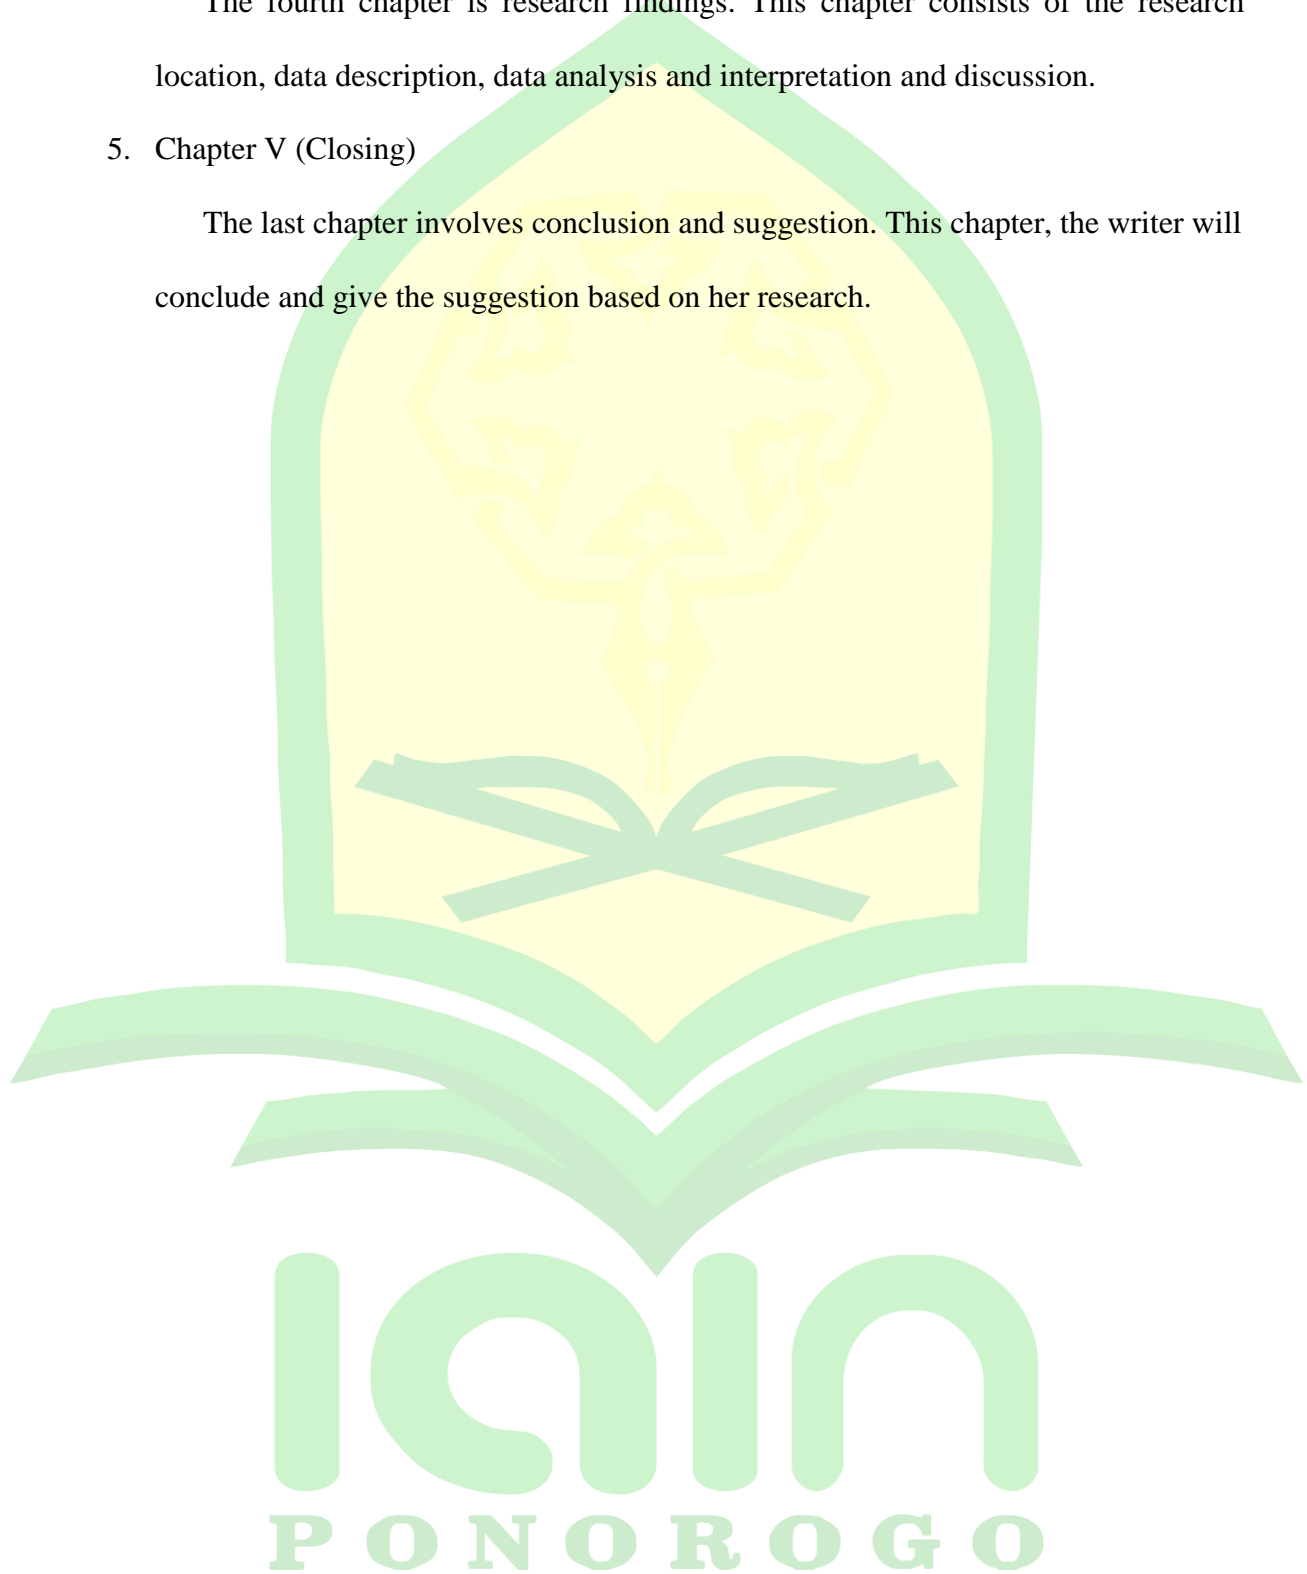 The fourth chapter is research findings. This chapter consists of the research
location, data description, data analysis and interpretation and discussion.
5. Chapter V (Closing)
The last chapter involves conclusion and suggestion. This chapter, the writer will
conclude and give the suggestion based on her research.
iain
PONOROGO